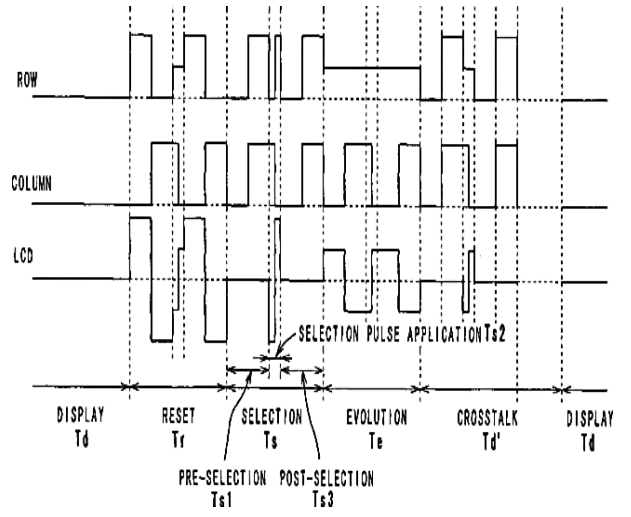 ROW
COLUMN
LCD
SELECTION PULSE APPLICATION Ts2
DISPLAY RESET SELECTION EVOLUTION CROSSTALK DISPLAY
Td Tr Ts Te Td' Td
PRE-SELECTION POST-SELECTION
Ts1 Ts3